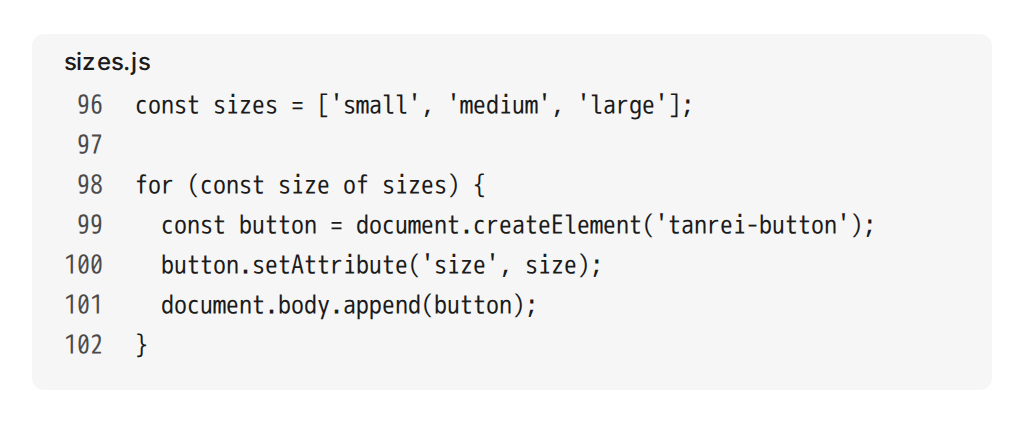 sizes.js
96 const sizes = ['small', 'medium', 'large'];
97
98 for (const size of sizes) {
99   const button = document.createElement('tanrei-button');
100   button.setAttribute('size', size);
101   document.body.append(button);
102 }